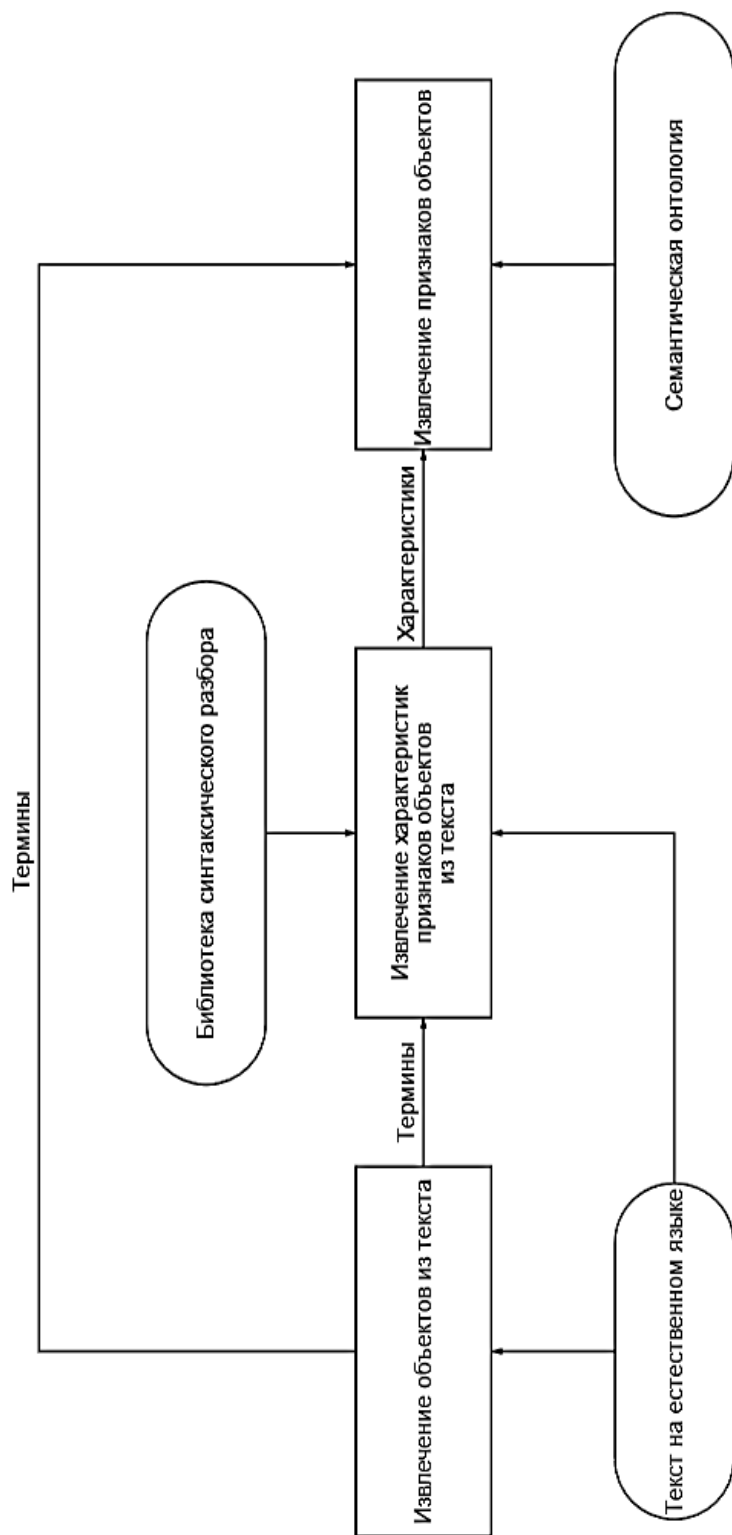 Термины
Библиотека синтаксического разбора
Извлечение объектов из текста
Термины
Извлечение характеристик
признаков объектов
из текста
Характеристики
Извлечение признаков объектов
Текст на естественном языке
Семантическая онтология